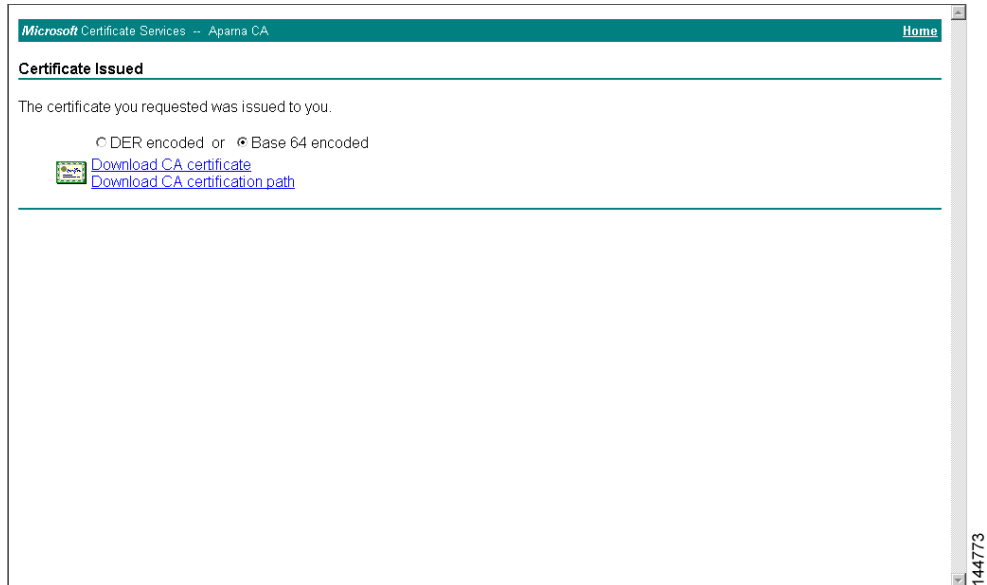 Microsoft Certificate Services -- Aparna CA Home
Certificate Issued
The certificate you requested was issued to you.
DER encoded or Base 64 encoded
Download CA certificate
Download CA certification path
144773